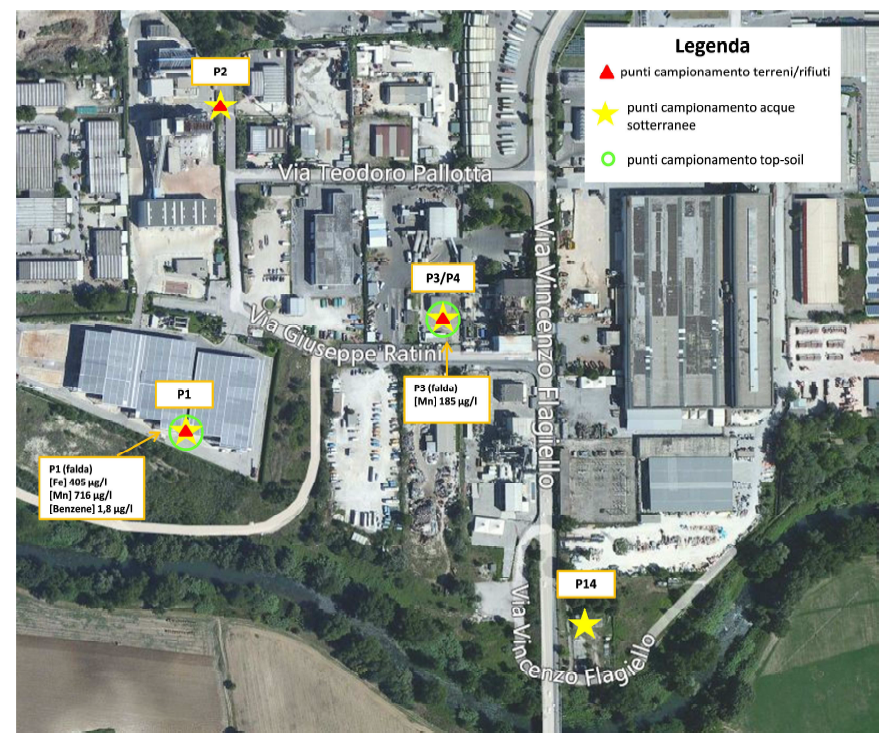 Legenda
punti campionamento terreni/rifiuti
punti campionamento acque
sotterranee
punti campionamento top-soil
P2
Via Teodoro Pallotta
Via Vincenzo Flagiello
P3/P4
Via Giuseppe Ratini
P3 (falda)
[Mn] 185 µg/l
P1
P1 (falda)
[Fe] 405 µg/l
[Mn] 716 µg/l
[Benzene] 1,8 µg/l
P14
Via Vincenzo Flagiello